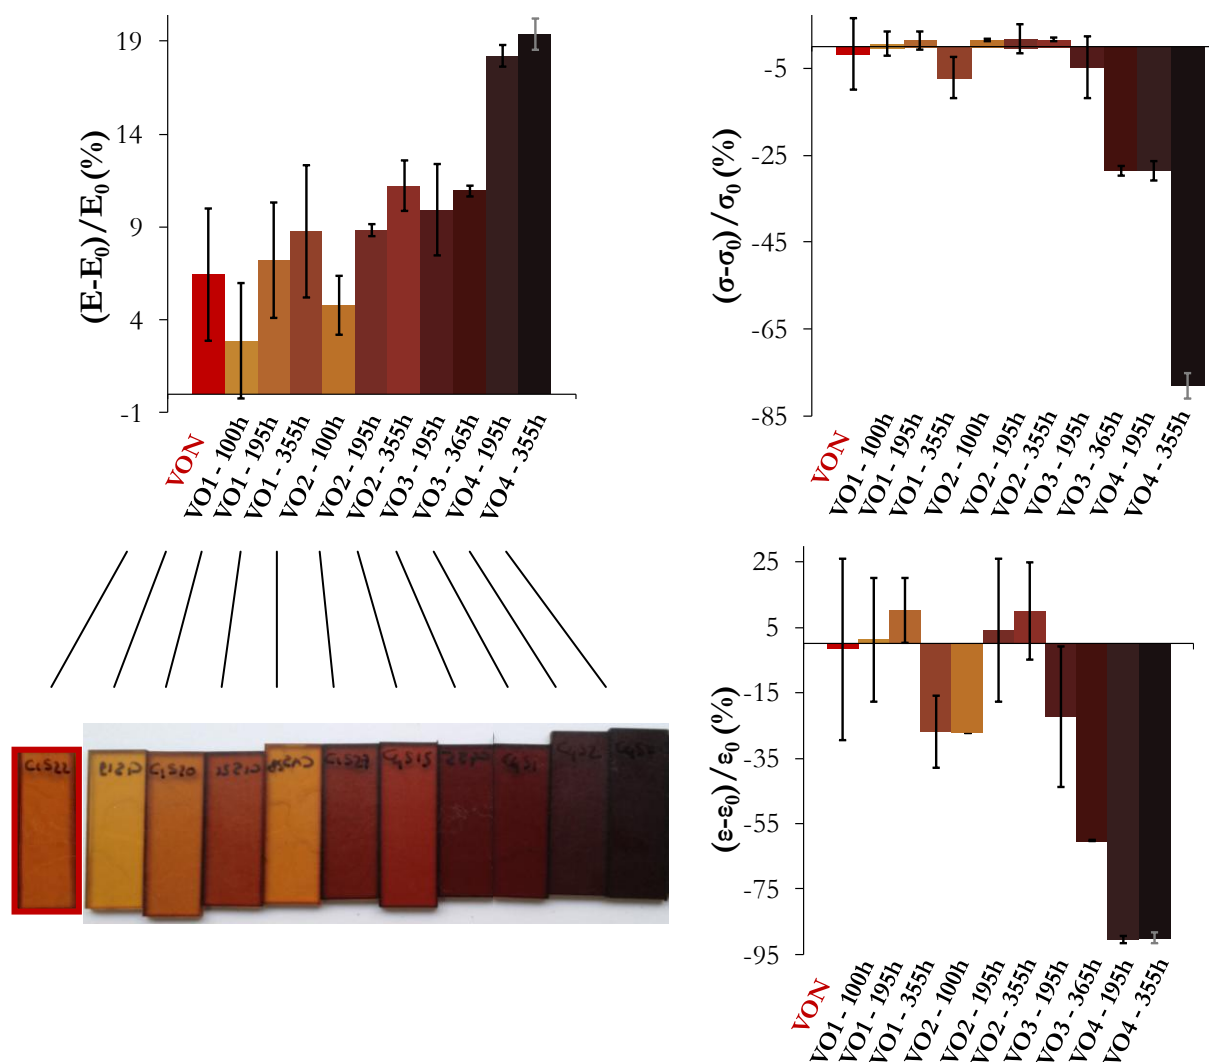 19
14
9
4
-1
(E-E₀)/E₀ (%)
VON
VO1 - 100h
VO1 - 195h
VO1 - 355h
VO2 - 100h
VO2 - 195h
VO2 - 355h
VO3 - 195h
VO3 - 365h
VO4 - 195h
VO4 - 355h
-5
-25
-45
-65
-85
(σ-σ₀)/σ₀ (%)
VON
VO1 - 100h
VO1 - 195h
VO1 - 355h
VO2 - 100h
VO2 - 195h
VO2 - 355h
VO3 - 195h
VO3 - 365h
VO4 - 195h
VO4 - 355h
25
5
-15
-35
-55
-75
-95
(ε-ε₀)/ε₀ (%)
VON
VO1 - 100h
VO1 - 195h
VO1 - 355h
VO2 - 100h
VO2 - 195h
VO2 - 355h
VO3 - 195h
VO3 - 365h
VO4 - 195h
VO4 - 355h
C1S22
C1S20